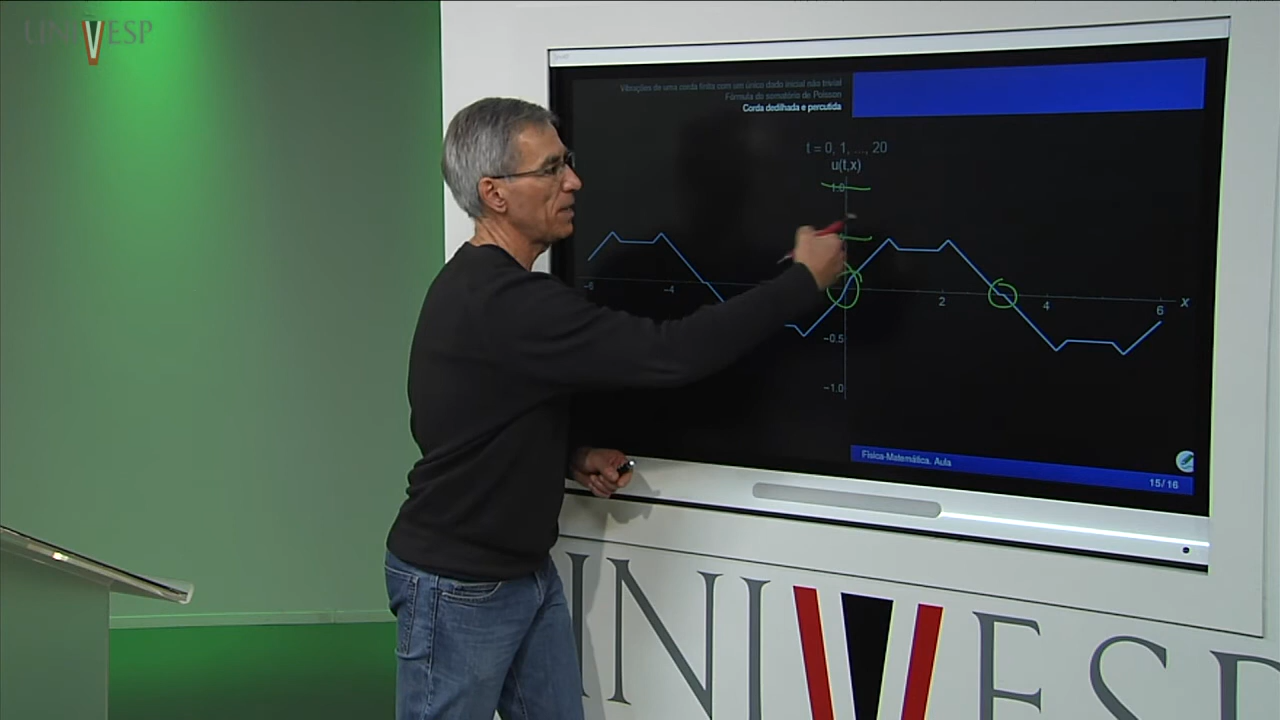 UNIVESP
Vibrações de uma corda finita com um único dado inicial não trivial
Fórmula do somatório de Poisson
Corda dedilhada e percutida
t = 0, 1, ..., 20
u(t,x)
1.0
-6
-4
2
4
6
x
-0.5
-1.0
Física-Matemática. Aula
15/16
UNIVESP